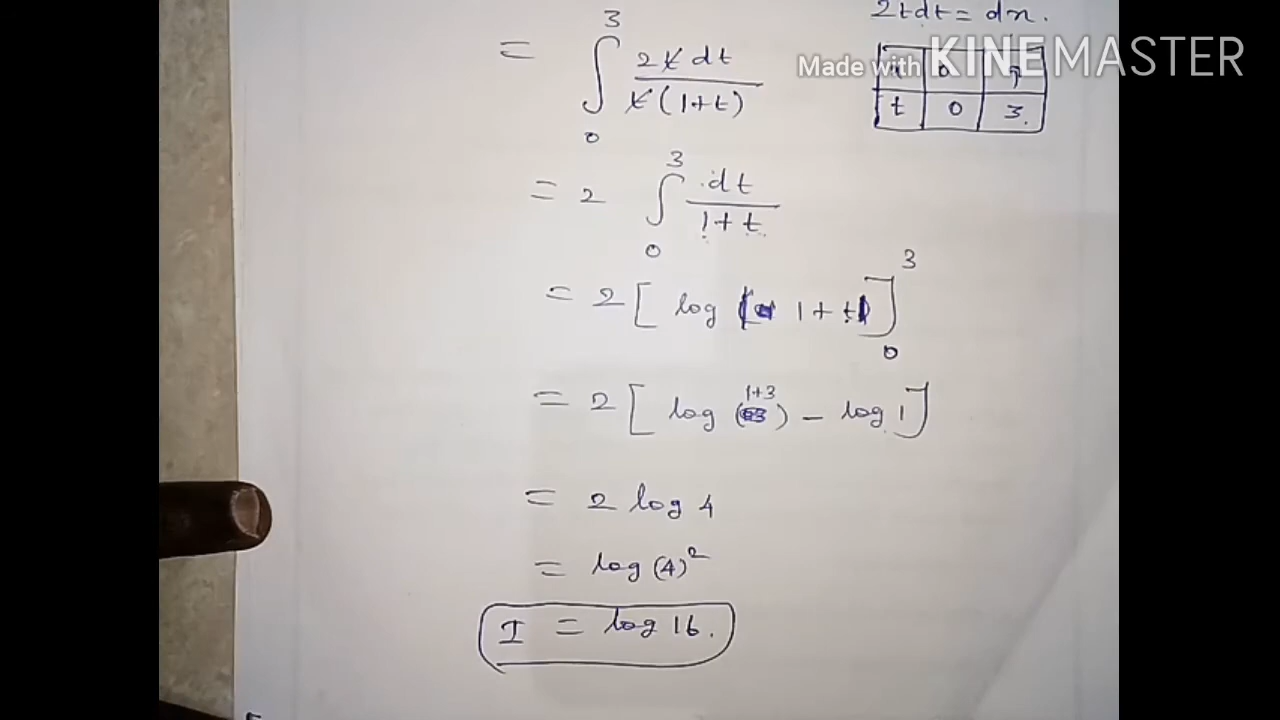 2tdt = dx.
Made with KINEMASTER
= ∫₀³ 2t dt / t(1+t)
t 0 3.
= 2 ∫₀³ dt / 1+t
= 2 [ log (1+t) ]₀³
= 2 [ log (1+3) - log 1 ]
= 2 log 4
= log (4)²
I = log 16.